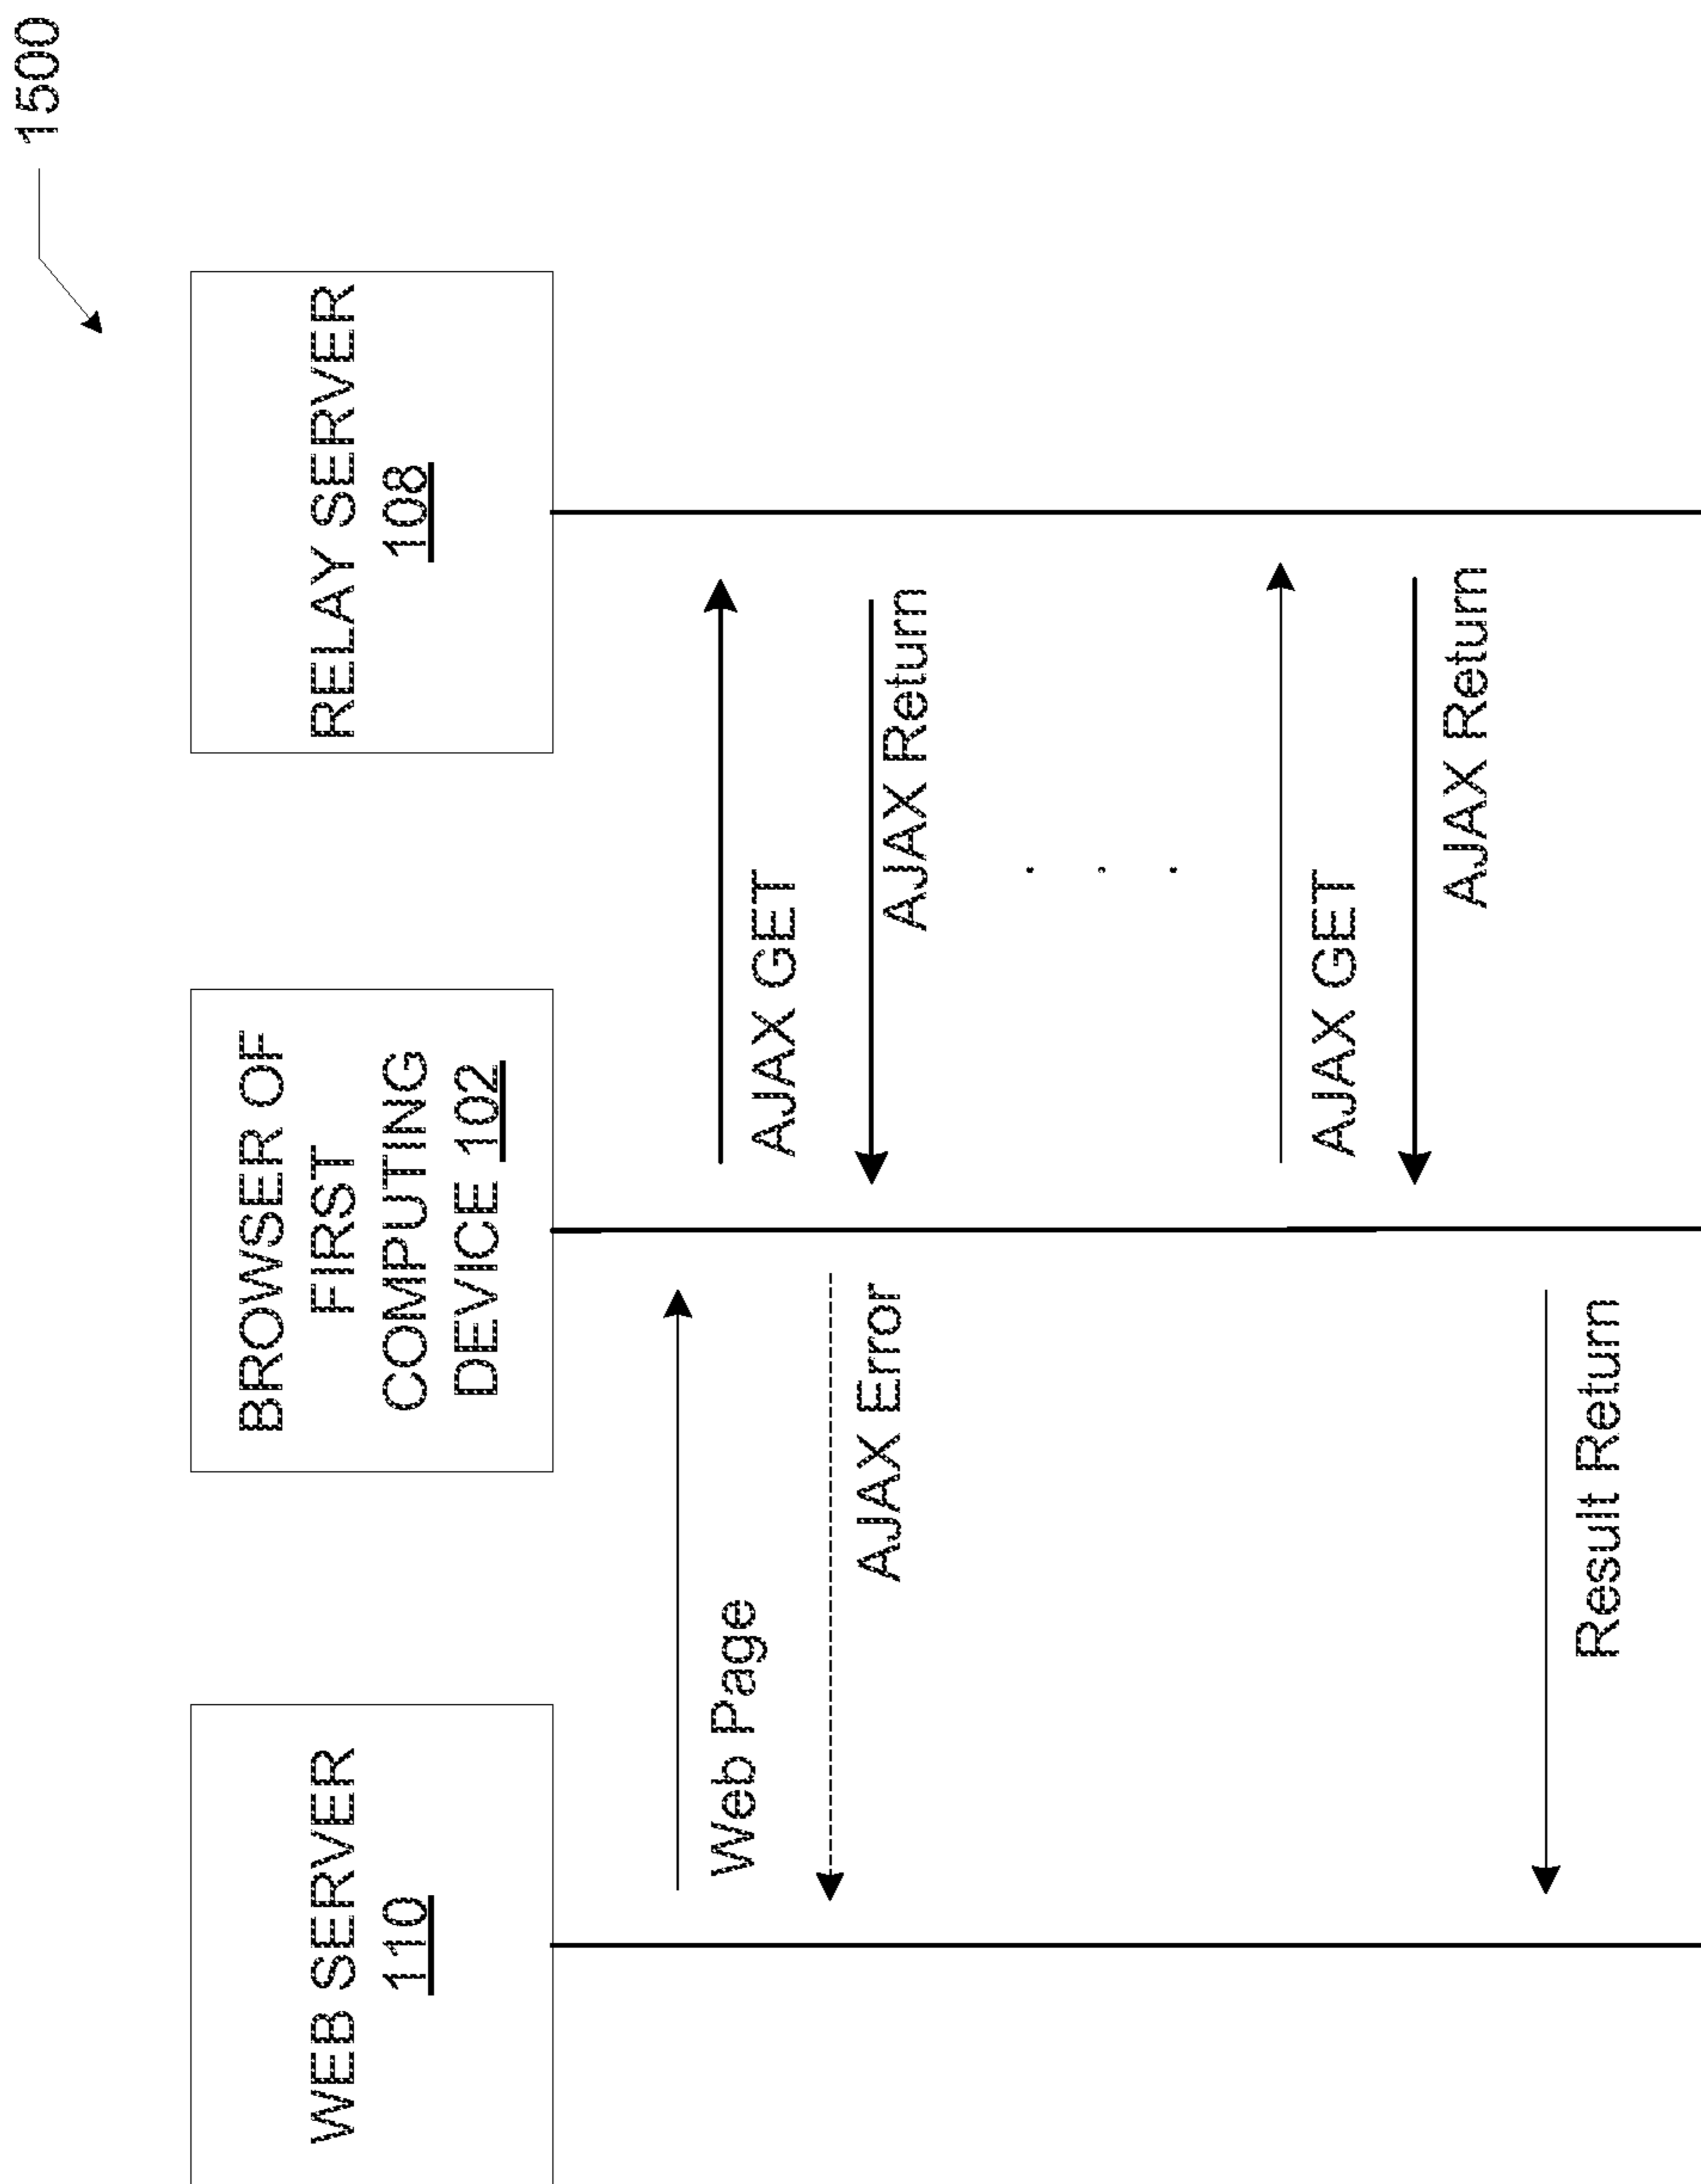 1500
WEB SERVER
110
BROWSER OF
FIRST
COMPUTING
DEVICE 102
RELAY SERVER
108
Web Page
AJAX GET
AJAX Error
AJAX Return
. . .
AJAX GET
AJAX Return
Result Return